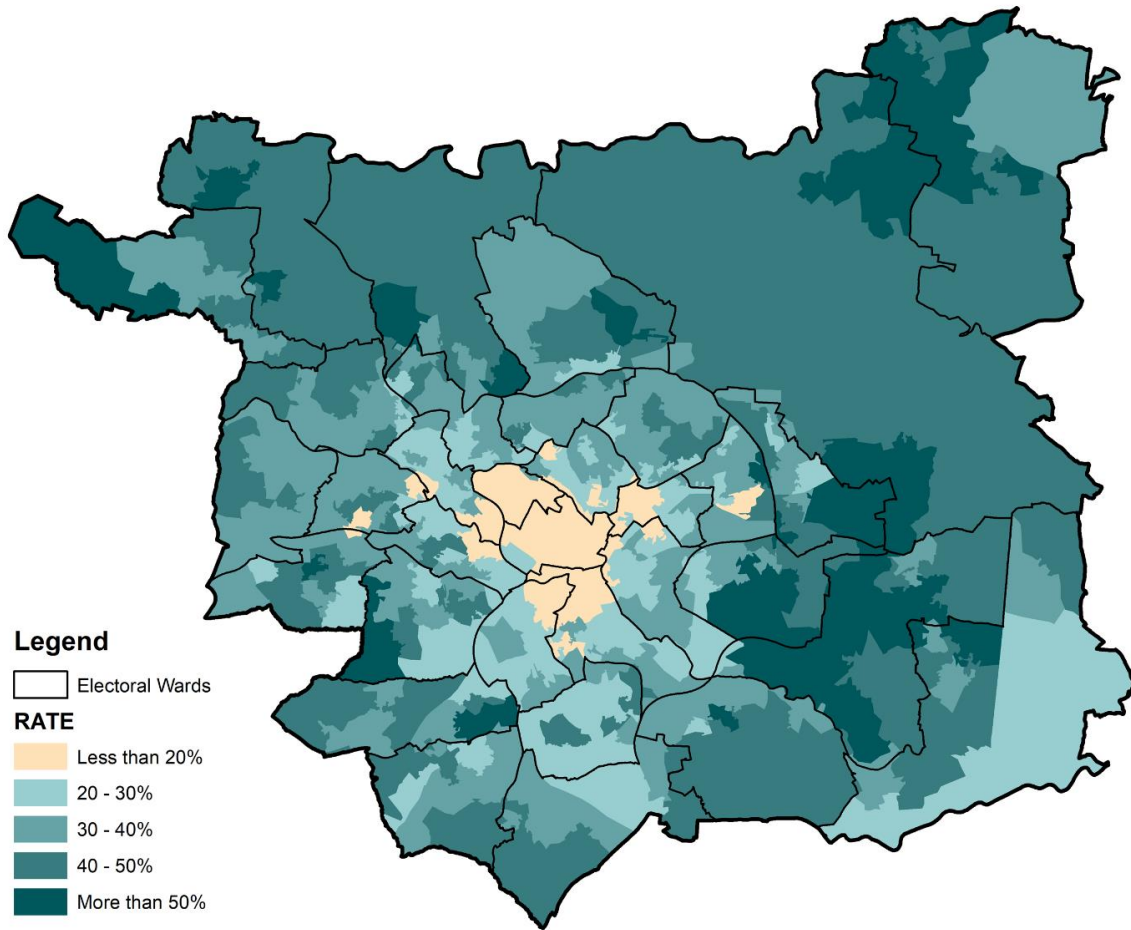 Legend
Electoral Wards
RATE
Less than 20%
20 - 30%
30 - 40%
40 - 50%
More than 50%